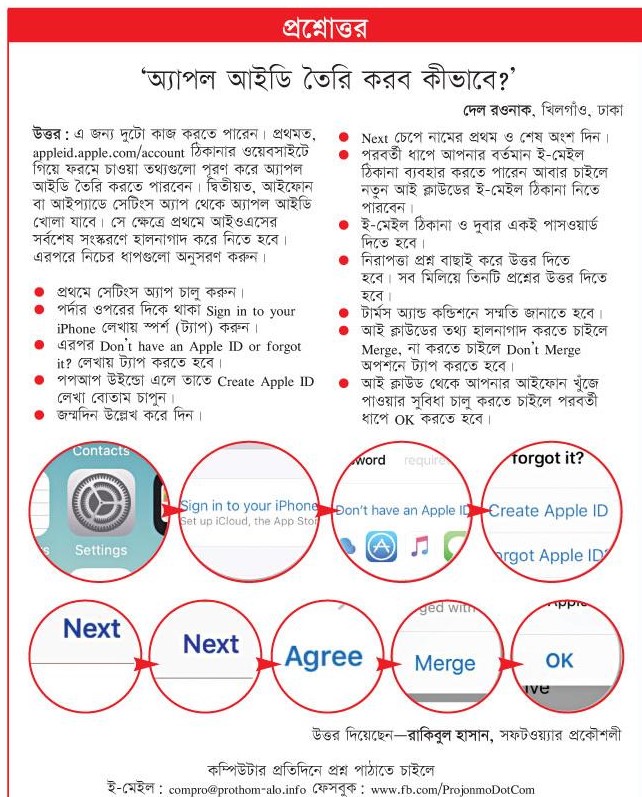 প্রশ্নোত্তর
‘অ্যাপল আইডি তৈরি করব কীভাবে?’
দেল রওনাক, খিলগাঁও, ঢাকা
উত্তর : এ জন্য দুটো কাজ করতে পারেন। প্রথমত,
appleid.apple.com/account ঠিকানার ওয়েবসাইটে
গিয়ে ফরমে চাওয়া তথ্যগুলো পূরণ করে অ্যাপল
আইডি তৈরি করতে পারবেন। দ্বিতীয়ত, আইফোন
বা আইপ্যাডে সেটিংস অ্যাপ থেকে অ্যাপল আইডি
খোলা যাবে। সে ক্ষেত্রে প্রথমে আইওএসের
সর্বশেষ সংস্করণে হালনাগাদ করে নিতে হবে।
এরপরে নিচের ধাপগুলো অনুসরণ করুন।
● প্রথমে সেটিংস অ্যাপ চালু করুন।
● পর্দার ওপরের দিকে থাকা Sign in to your
iPhone লেখায় স্পর্শ (ট্যাপ) করুন।
● এরপর Don't have an Apple ID or forgot
it? লেখায় ট্যাপ করতে হবে।
● পপআপ উইন্ডো এলে তাতে Create Apple ID
লেখা বোতাম চাপুন।
● জন্মদিন উল্লেখ করে দিন।
● Next চেপে নামের প্রথম ও শেষ অংশ দিন।
● পরবর্তী ধাপে আপনার বর্তমান ই-মেইল
ঠিকানা ব্যবহার করতে পারেন আবার চাইলে
নতুন আই ক্লাউডের ই-মেইল ঠিকানা নিতে
পারবেন।
● ই-মেইল ঠিকানা ও দুবার একই পাসওয়ার্ড
দিতে হবে।
● নিরাপত্তা প্রশ্ন বাছাই করে উত্তর দিতে
হবে। সব মিলিয়ে তিনটি প্রশ্নের উত্তর দিতে
হবে।
● টার্মস অ্যান্ড কন্ডিশনে সম্মতি জানাতে হবে।
● আই ক্লাউডের তথ্য হালনাগাদ করতে চাইলে
Merge, না করতে চাইলে Don't Merge
অপশনে ট্যাপ করতে হবে।
● আই ক্লাউড থেকে আপনার আইফোন খুঁজে
পাওয়ার সুবিধা চালু করতে চাইলে পরবর্তী
ধাপে OK করতে হবে।
Contacts
Settings
Sign in to your iPhone
Set up iCloud, the App Stor
word require
Don't have an Apple ID
forgot it?
Create Apple ID
orgot Apple ID?
Next
Next
Agree
ged with
Merge
Apple
OK
ive
উত্তর দিয়েছেন—রাকিবুল হাসান, সফটওয়্যার প্রকৌশলী
কম্পিউটার প্রতিদিনে প্রশ্ন পাঠাতে চাইলে
ই-মেইল : compro@prothom-alo.info ফেসবুক : www.fb.com/ProjonmoDotCom